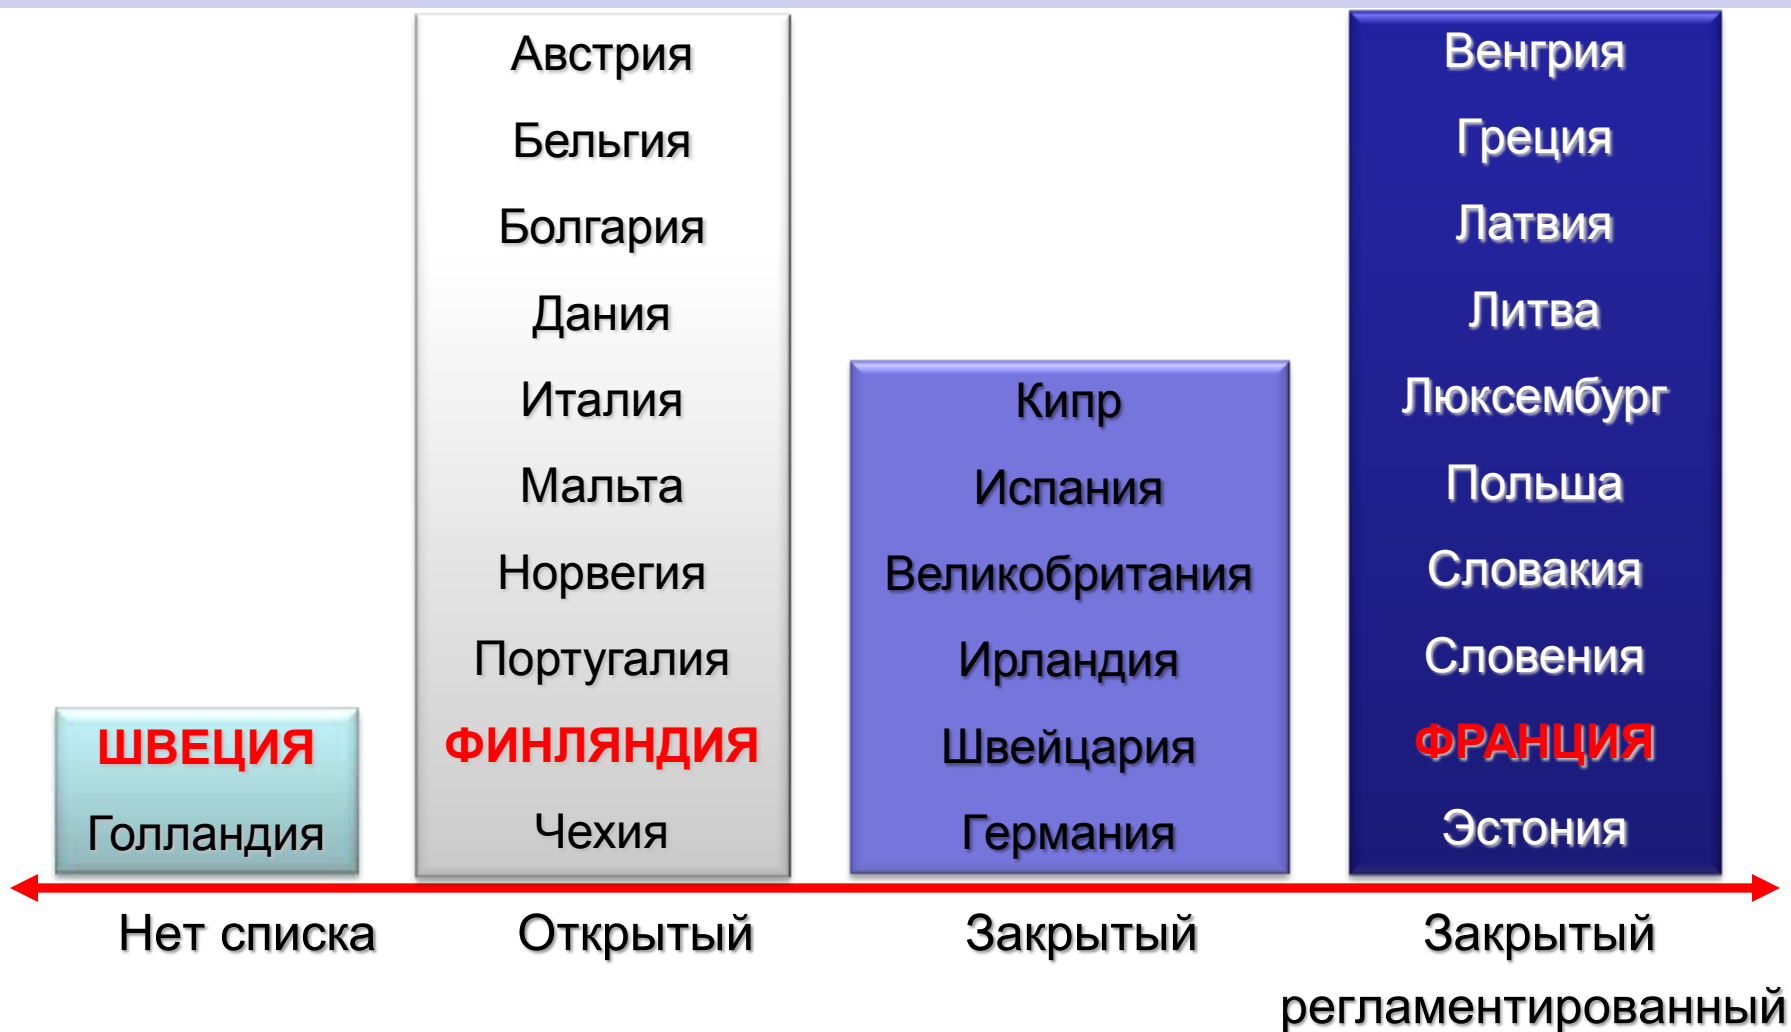 ШВЕЦИЯ
Голландия
Австрия
Бельгия
Болгария
Дания
Италия
Мальта
Норвегия
Португалия
ФИНЛЯНДИЯ
Чехия
Кипр
Испания
Великобритания
Ирландия
Швейцария
Германия
Венгрия
Греция
Латвия
Литва
Люксембург
Польша
Словакия
Словения
ФРАНЦИЯ
Эстония
Нет списка
Открытый
Закрытый
Закрытый
регламентированный